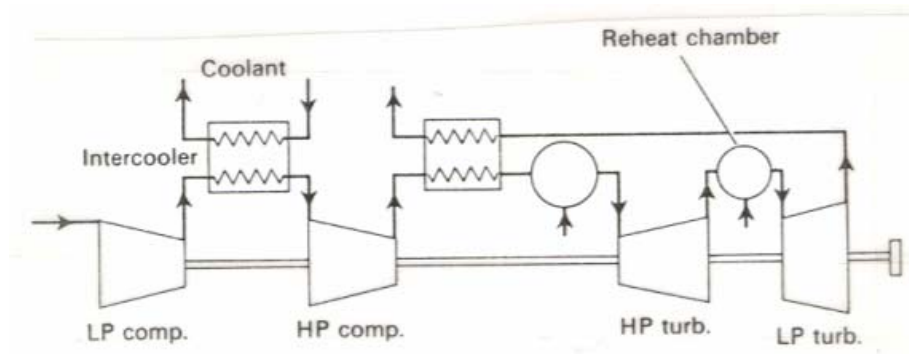 Reheat chamber
Coolant
Intercooler
LP comp.
HP comp.
HP turb.
LP turb.